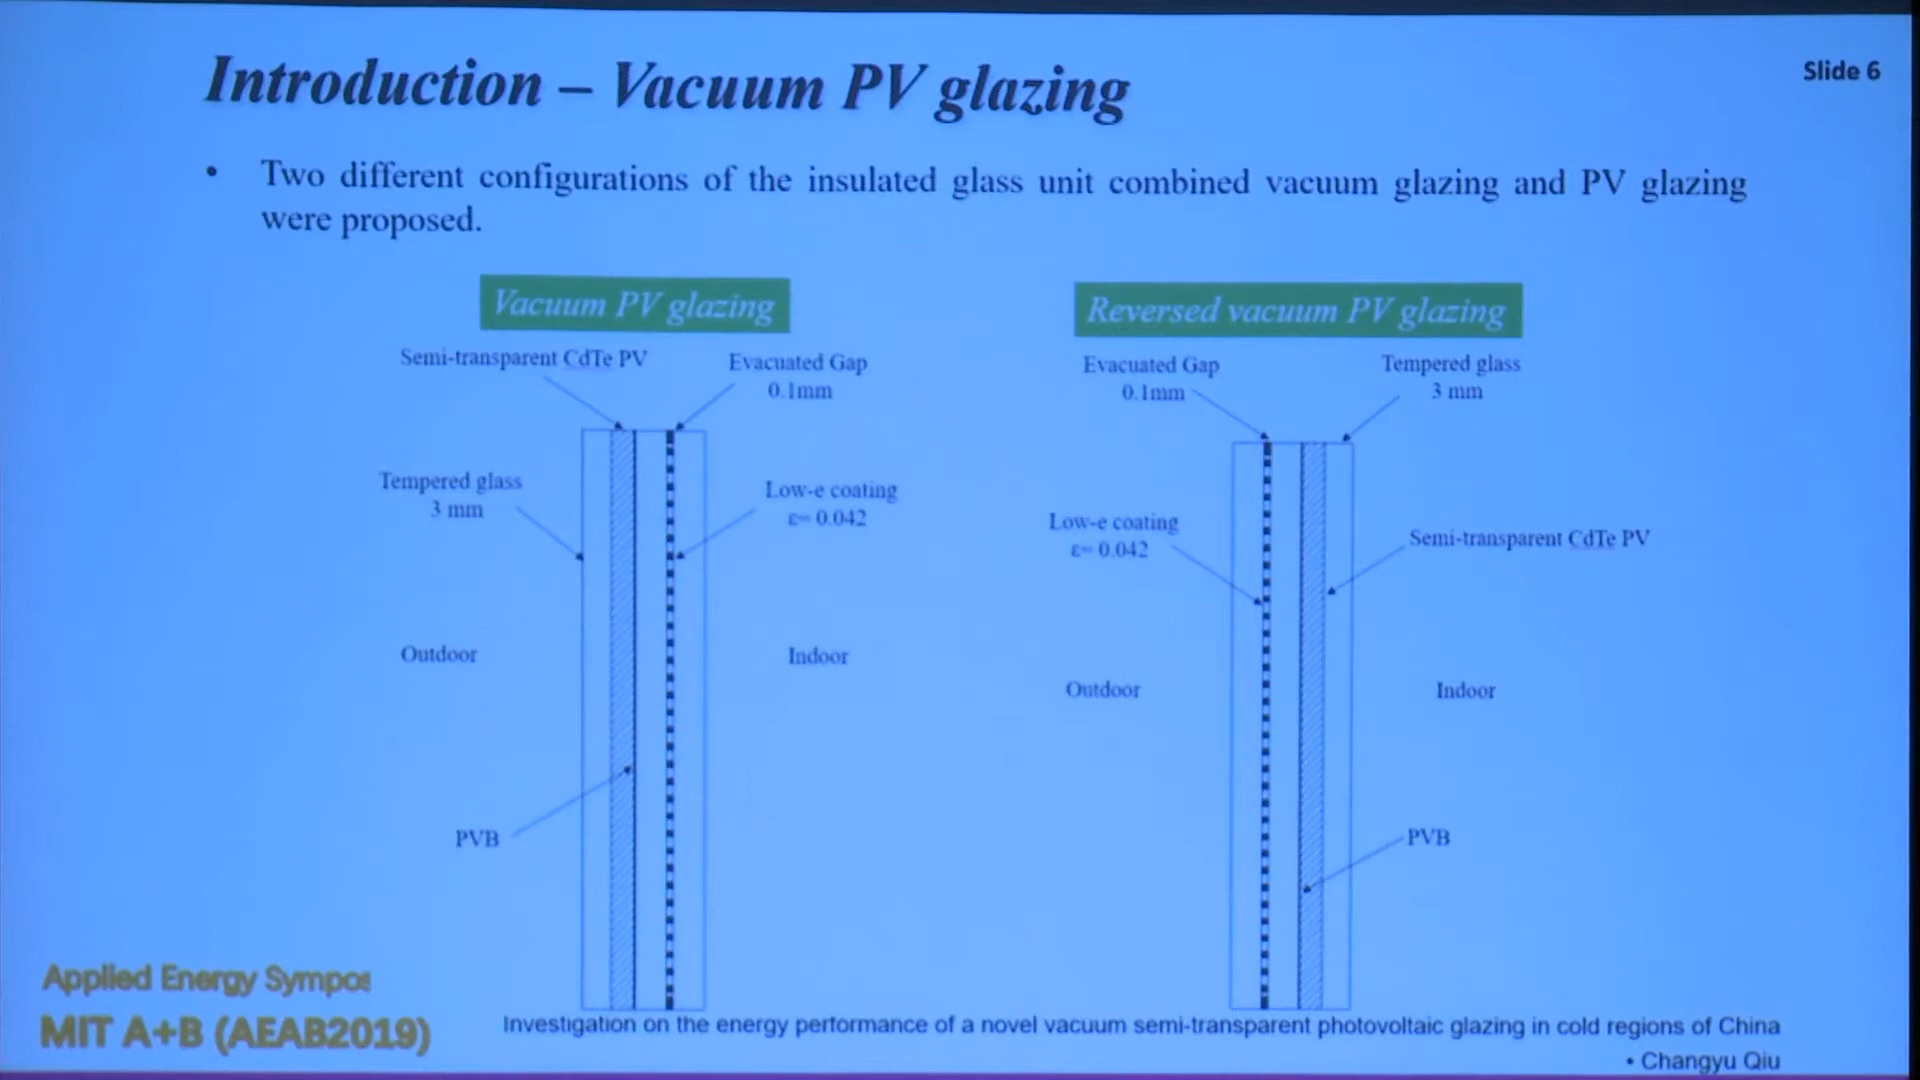 Introduction – Vacuum PV glazing
Slide 6
• Two different configurations of the insulated glass unit combined vacuum glazing and PV glazing
were proposed.
Vacuum PV glazing
Semi-transparent CdTe PV
Evacuated Gap
0.1mm
Tempered glass
3 mm
Low-e coating
ε= 0.042
Outdoor
Indoor
PVB
Reversed vacuum PV glazing
Evacuated Gap
0.1mm
Tempered glass
3 mm
Low-e coating
ε= 0.042
Semi-transparent CdTe PV
Outdoor
Indoor
PVB
Applied Energy Sympos
MIT A+B (AEAB2019)
Investigation on the energy performance of a novel vacuum semi-transparent photovoltaic glazing in cold regions of China
• Changyu Qiu